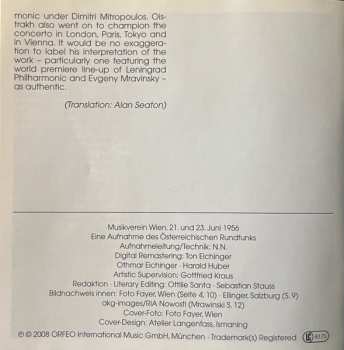 monic under Dimitri Mitropoulos. Ois-
trakh also went on to champion the
concerto in London, Paris, Tokyo and
in Vienna. It would be no exaggera-
tion to label his interpretation of the
work – particularly one featuring the
world premiere line-up of Leningrad
Philharmonic and Evgeny Mravinsky –
as authentic.
(Translation: Alan Seaton)
Musikverein Wien, 21. und 23. Juni 1956
Eine Aufnahme des Österreichischen Rundfunks
Aufnahmeleitung/Technik: N.N.
Digital Remastering: Ton Eichinger
Othmar Eichinger · Harald Huber
Artistic Supervision: Gottfried Kraus
Redaktion · Literary Editing: Ottilie Santa · Sebastian Stauss
Bildnachweis innen: Foto Fayer, Wien (Seite 4, 10) · Ellinger, Salzburg (S. 9)
akg-images/RIA Nowosti (Mrawinski S. 12)
Cover-Foto: Foto Fayer, Wien
Cover-Design: Atelier Langenfass, Ismaning
℗ © 2008 ORFEO International Music GmbH, München · Trademark(s) Registered